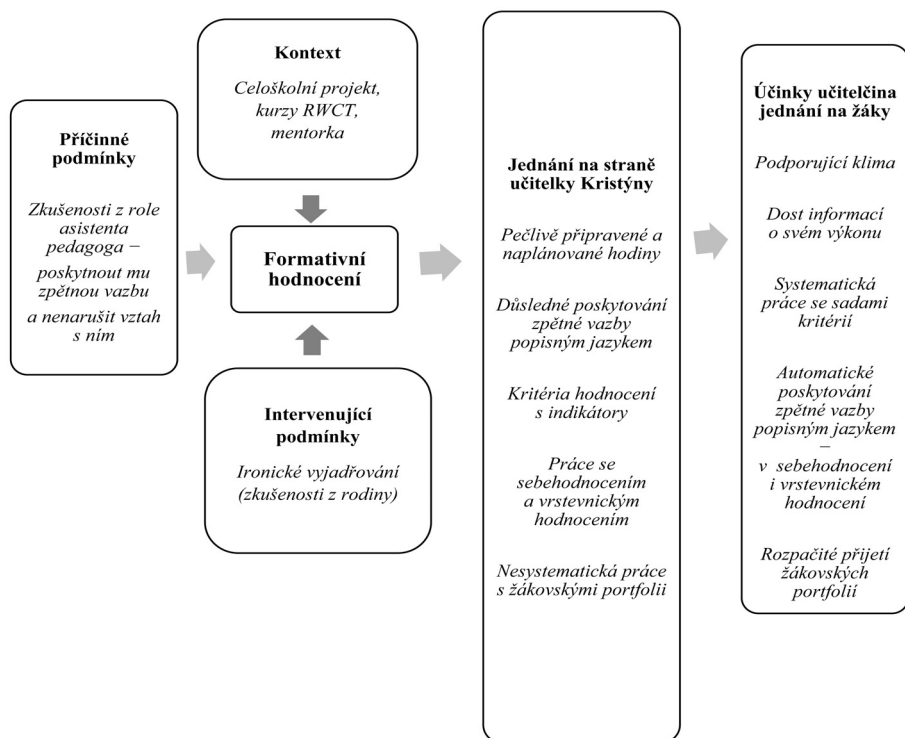 Příčinné
podmínky
Zkušenosti z role
asistenta
pedagoga −
poskytnout mu
zpětnou vazbu
a nenarušit vztah
s ním
Kontext
Celoškolní projekt,
kurzy RWCT,
mentorka
Formativní
hodnocení
Intervenující
podmínky
Ironické vyjadřování
(zkušenosti z rodiny)
Jednání na straně
učitelky Kristýny
Pečlivě připravené a
naplánované hodiny
Důsledné poskytování
zpětné vazby
popisným jazykem
Kritéria hodnocení
s indikátory
Práce se
sebehodnocením
a vrstevnickým
hodnocením
Nesystematická práce
s žákovskými portfolii
Účinky učitelčina
jednání na žáky
Podporující klima
Dost informací
o svém výkonu
Systematická
práce se sadami
kritérií
Automatické
poskytování
zpětné vazby
popisným jazykem
−
v sebehodnocení
i vrstevnickém
hodnocení
Rozpačité přijetí
žákovských
portfolií